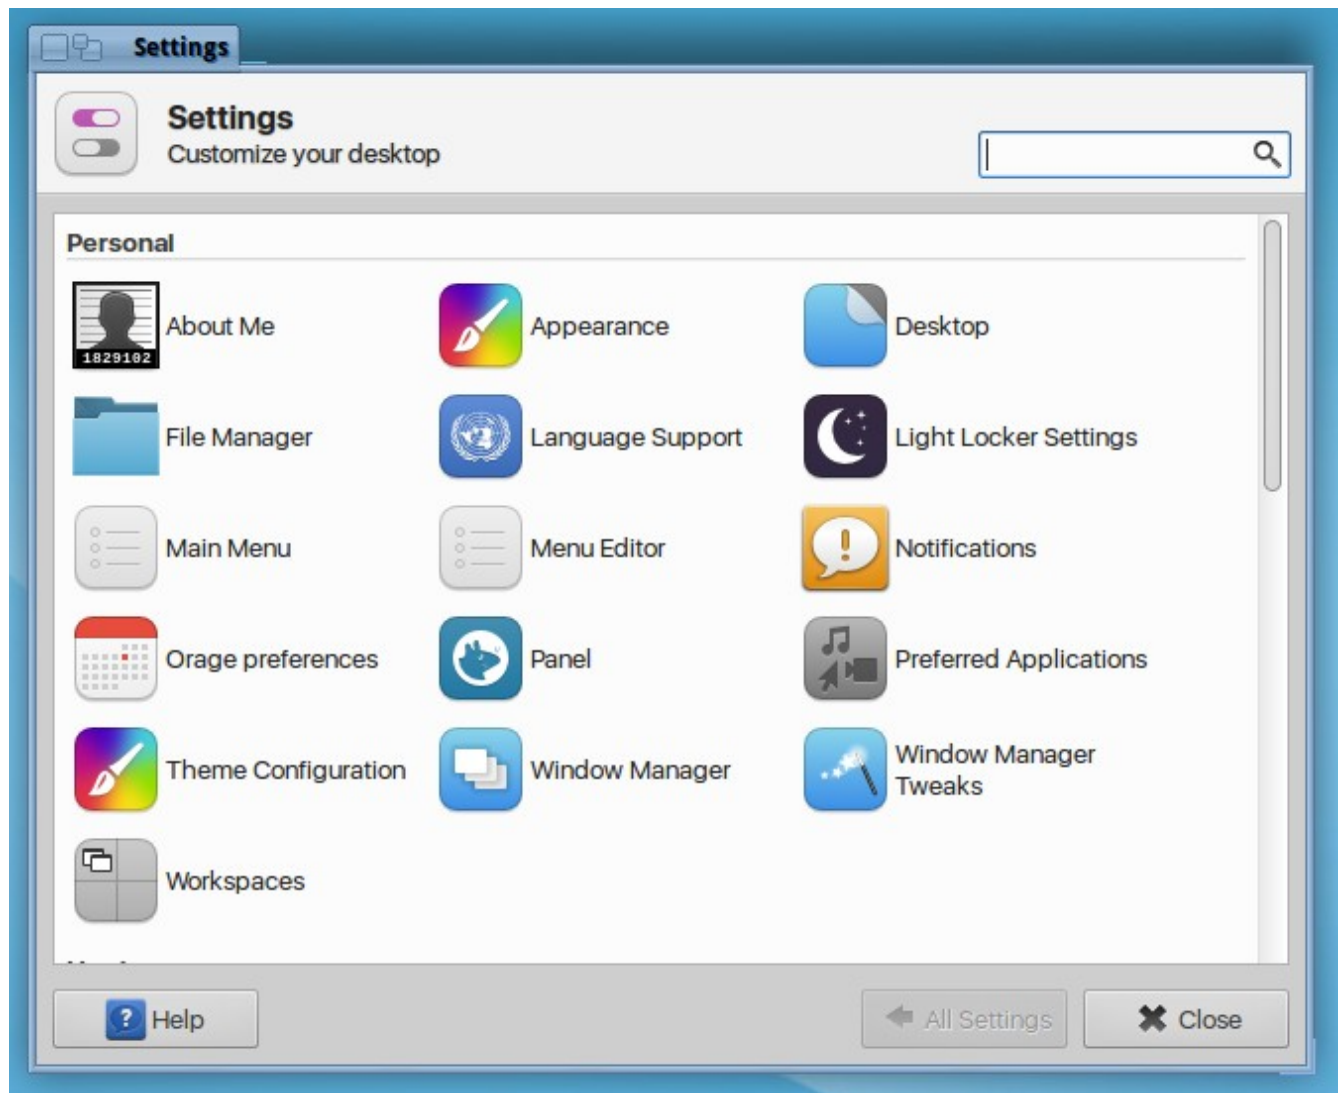 Settings
Settings
Customize your desktop
Personal
1829102
About Me
Appearance
Desktop
File Manager
Language Support
Light Locker Settings
Main Menu
Menu Editor
Notifications
Orage preferences
Panel
Preferred Applications
Theme Configuration
Window Manager
Window Manager
Tweaks
Workspaces
? Help
All Settings
Close